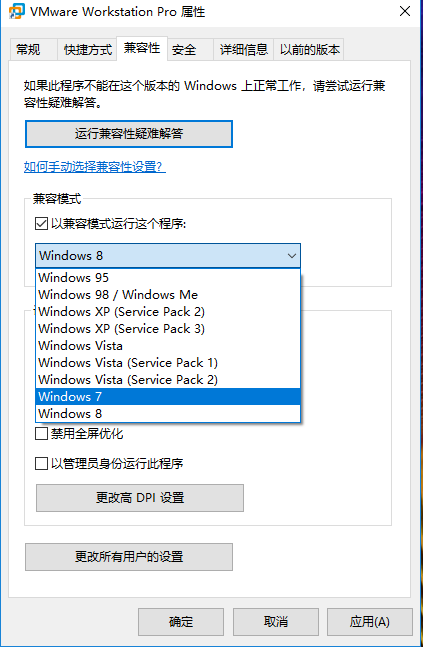 VMware Workstation Pro 属性
常规 快捷方式 兼容性 安全 详细信息 以前的版本
如果此程序不能在这个版本的 Windows 上正常工作，请尝试运行兼
容性疑难解答。
运行兼容性疑难解答
如何手动选择兼容性设置?
兼容模式
以兼容模式运行这个程序:
Windows 8
Windows 95
Windows 98 / Windows Me
Windows XP (Service Pack 2)
Windows XP (Service Pack 3)
Windows Vista
Windows Vista (Service Pack 1)
Windows Vista (Service Pack 2)
Windows 7
Windows 8
禁用全屏优化
以管理员身份运行此程序
更改高 DPI 设置
更改所有用户的设置
确定 取消 应用(A)